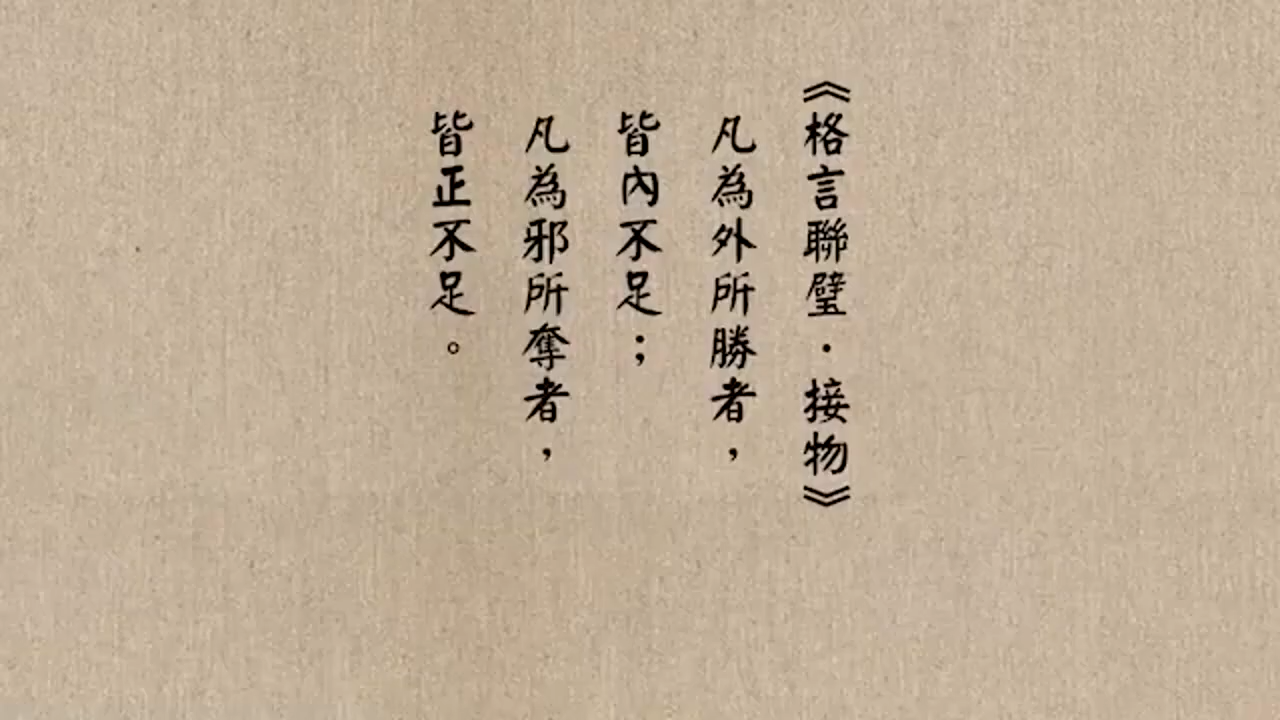 《格言聯璧·接物》
凡為外所勝者，
皆內不足；
凡為邪所奪者，
皆正不足。